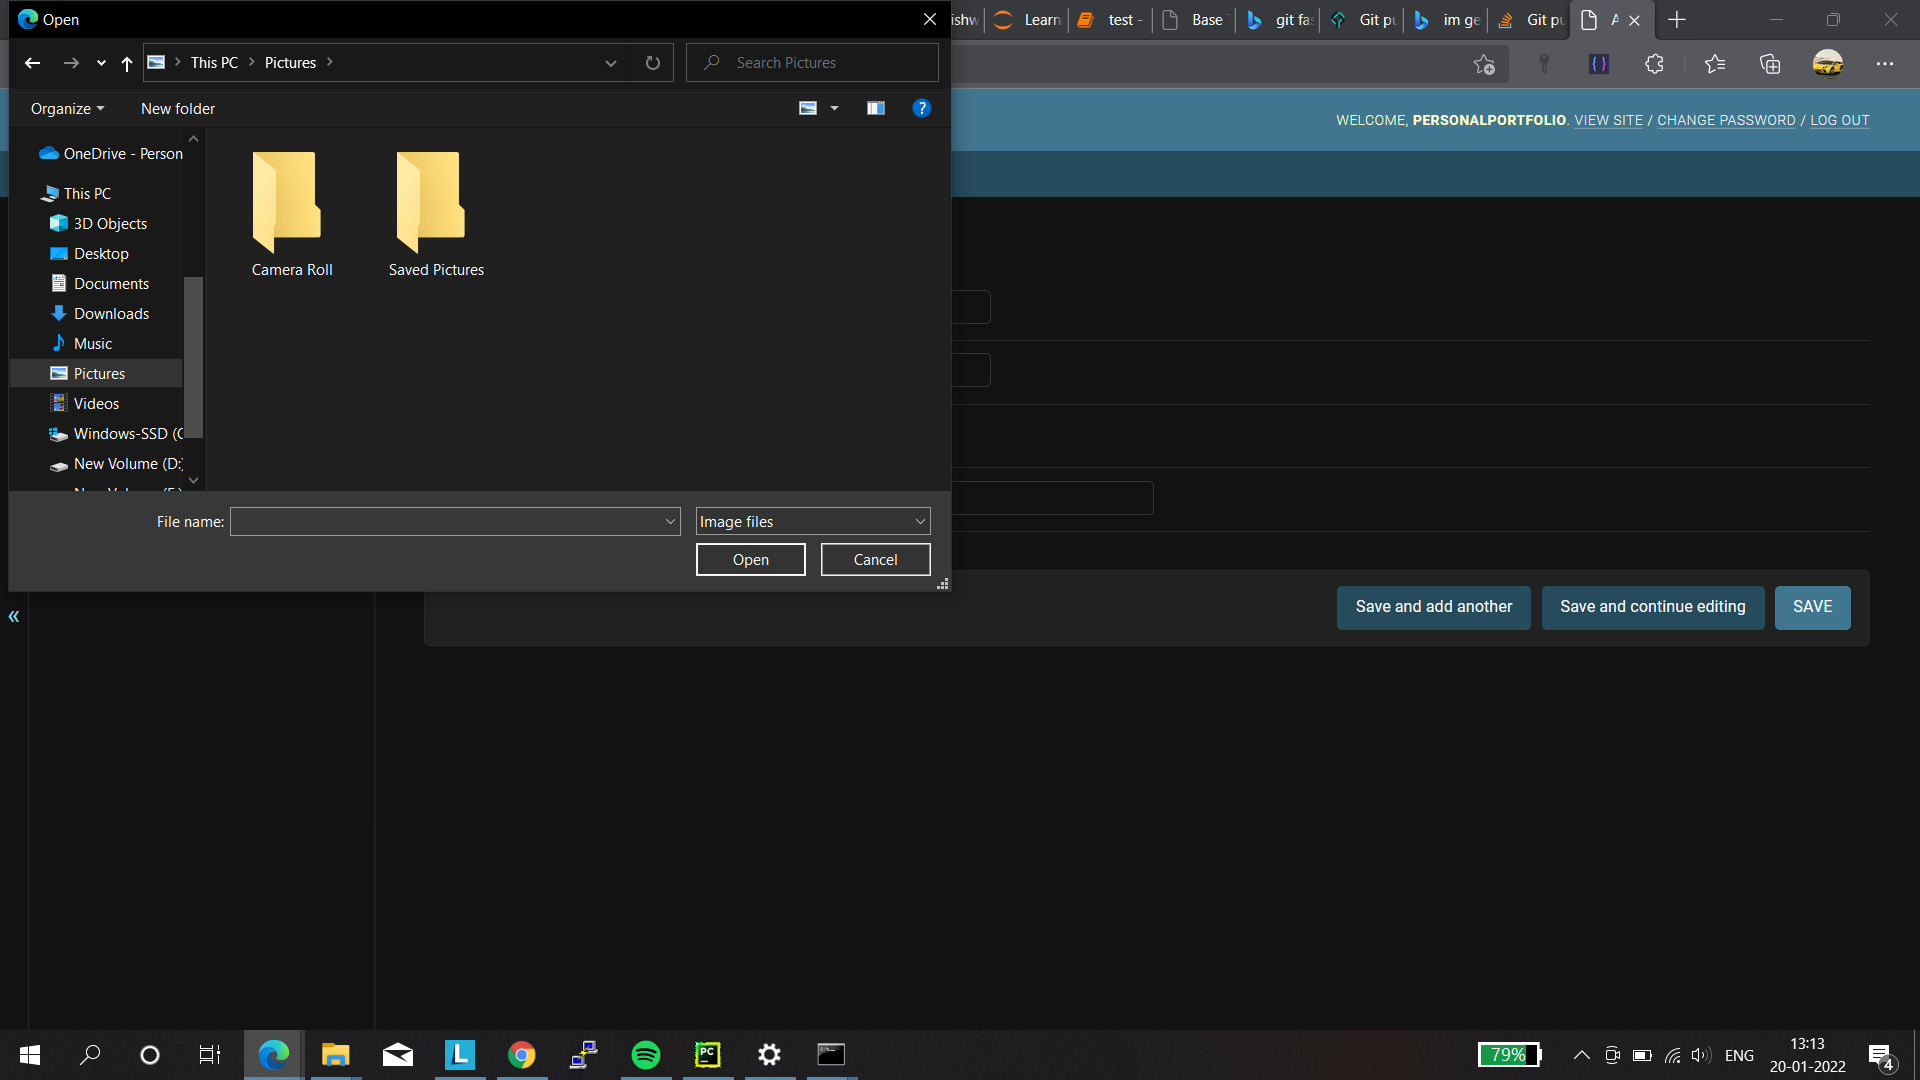 Open
ishw
Learn
test -
Base
git fa
Git pu
im ge
Git pu
This PC
Pictures
Search Pictures
Organize
New folder
WELCOME, PERSONALPORTFOLIO. VIEW SITE / CHANGE PASSWORD / LOG OUT
OneDrive - Person
This PC
3D Objects
Desktop
Documents
Downloads
Music
Pictures
Videos
Windows-SSD (C
New Volume (D:)
Camera Roll
Saved Pictures
File name:
Image files
Open
Cancel
Save and add another
Save and continue editing
SAVE
79%
ENG
13:13
20-01-2022
4